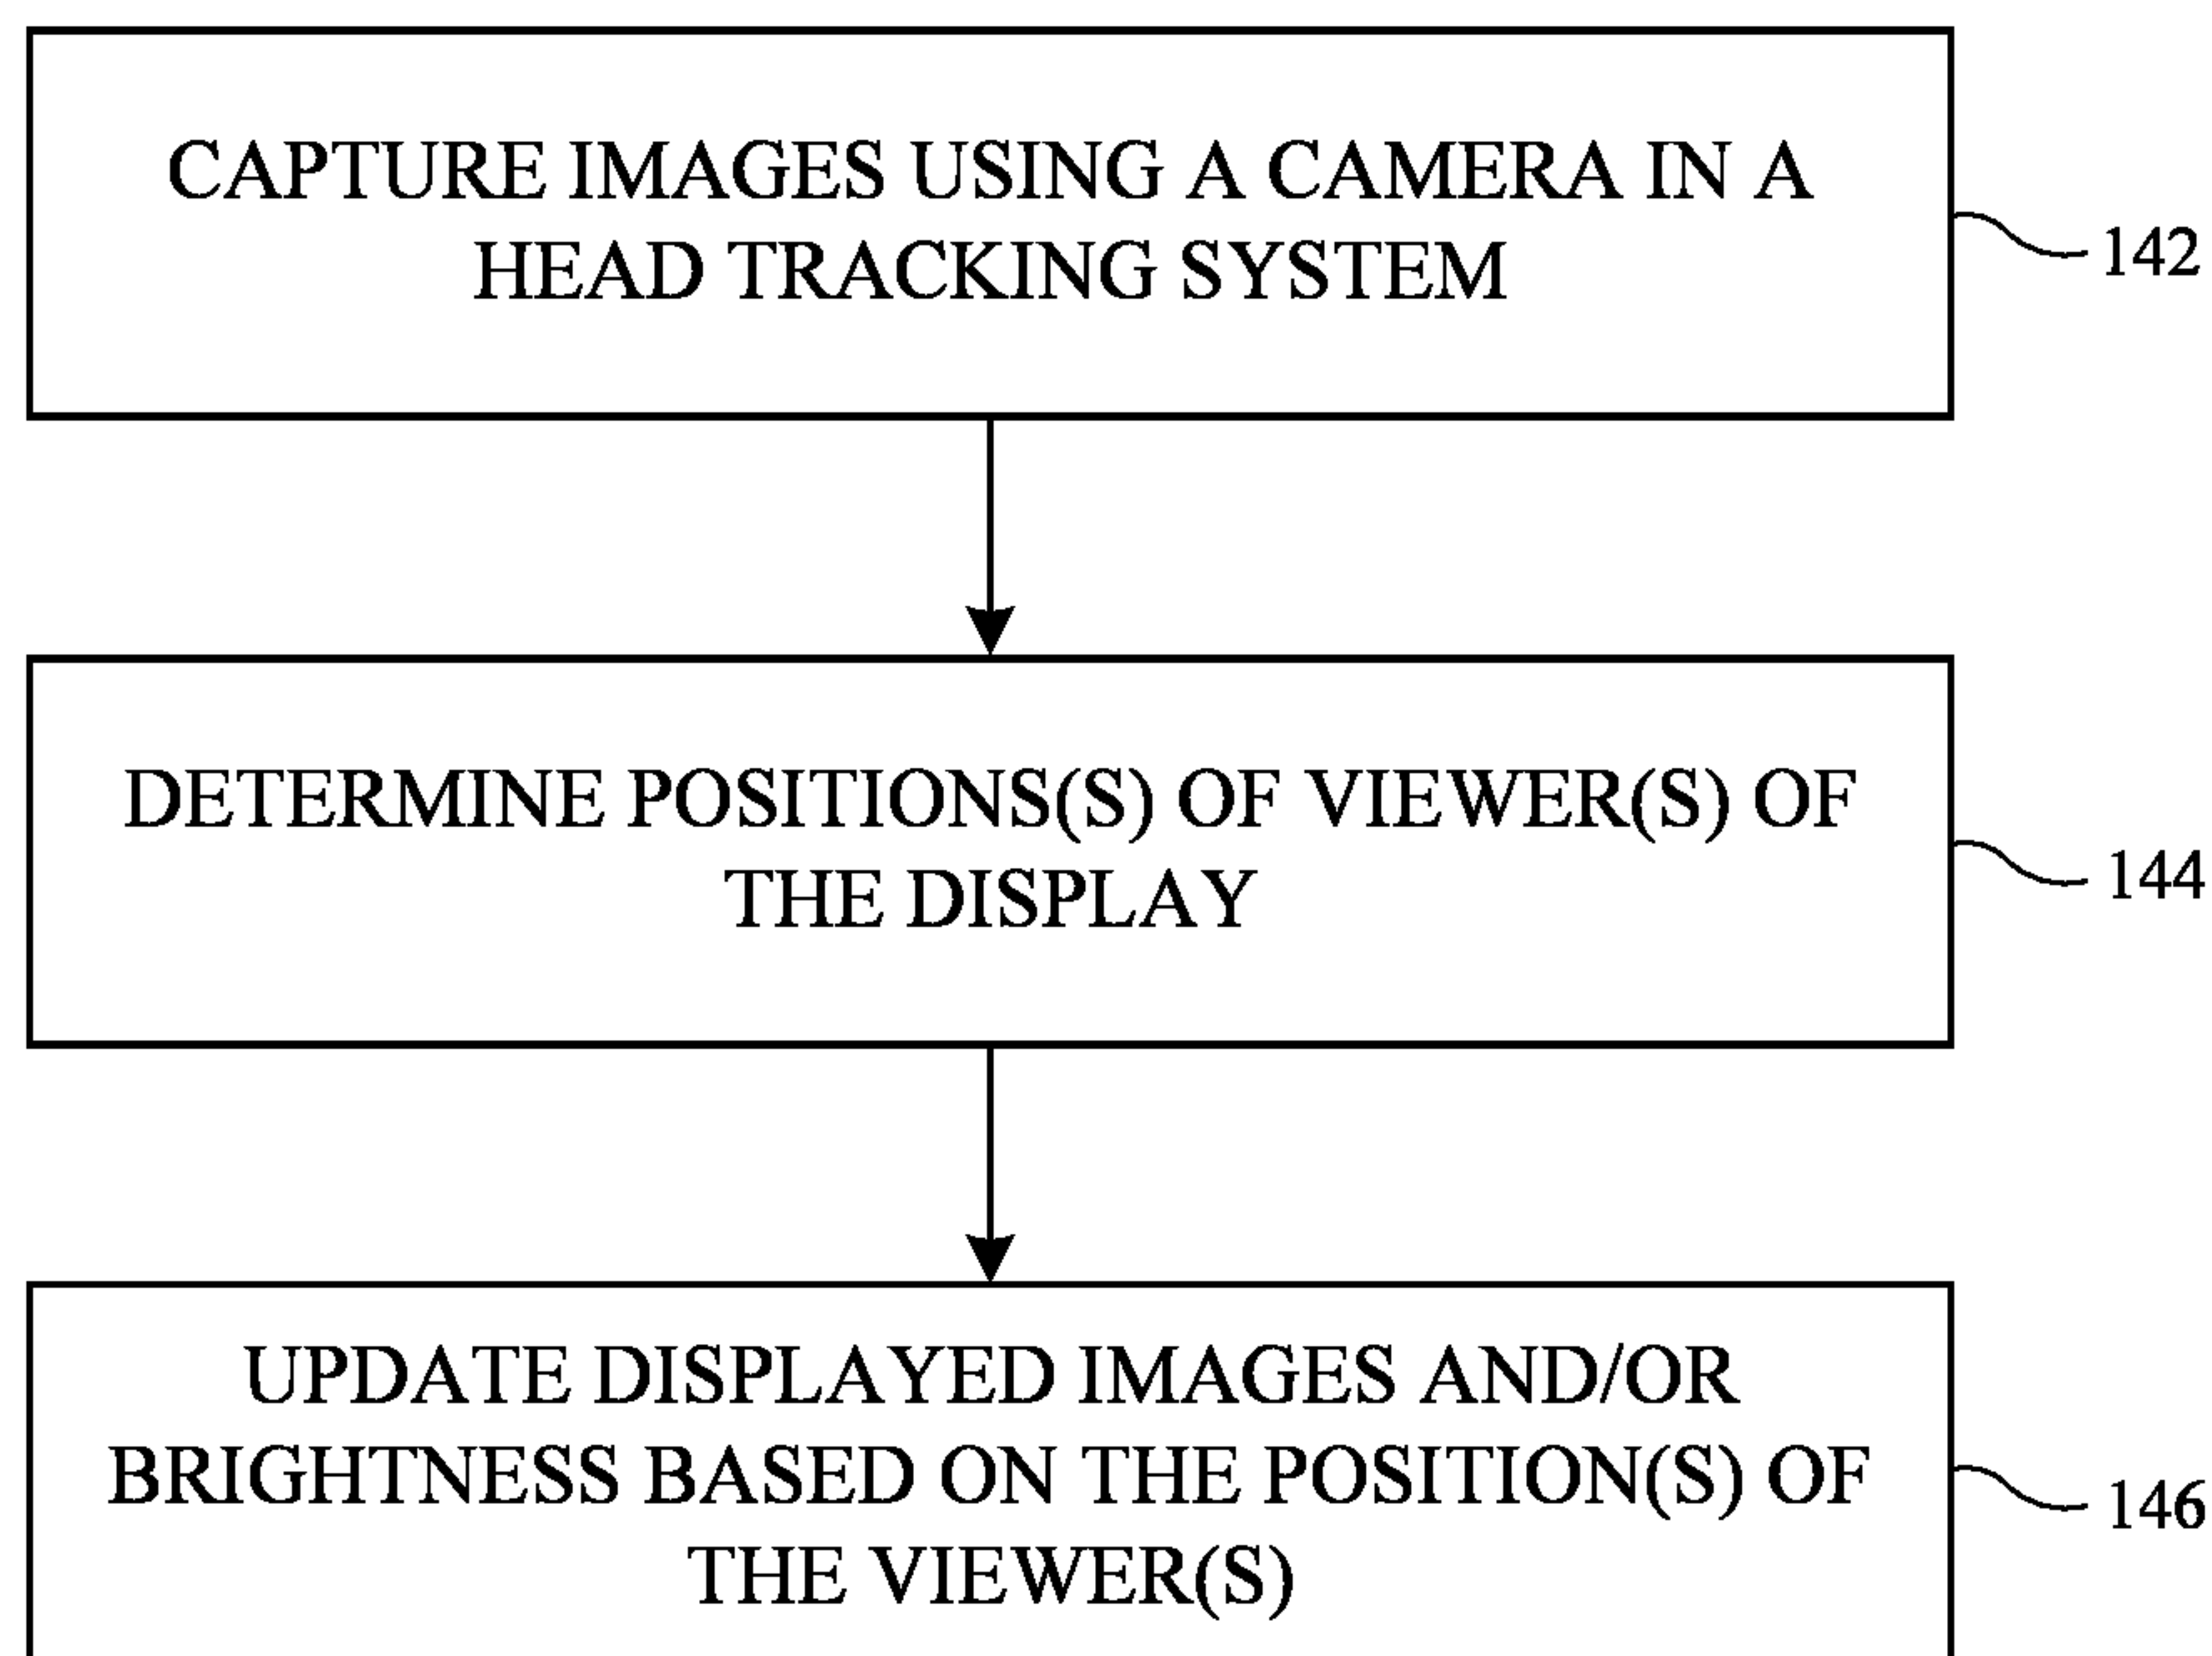 CAPTURE IMAGES USING A CAMERA IN A
HEAD TRACKING SYSTEM
142
DETERMINE POSITIONS(S) OF VIEWER(S) OF
THE DISPLAY
144
UPDATE DISPLAYED IMAGES AND/OR
BRIGHTNESS BASED ON THE POSITION(S) OF
THE VIEWER(S)
146